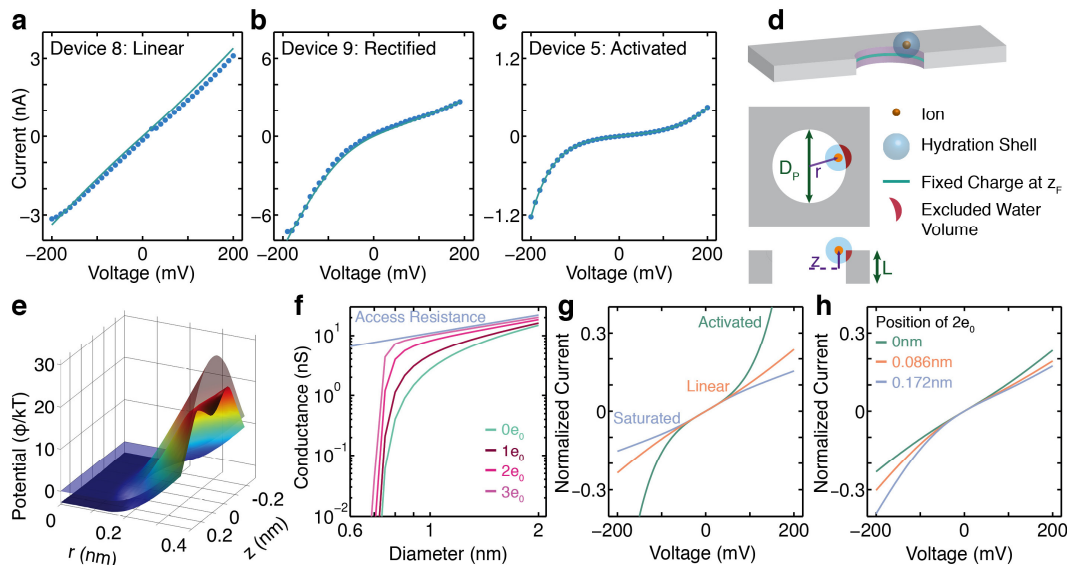 a
Device 8: Linear
Current (nA)
3
0
−3
−200
0
200
Voltage (mV)
b
Device 9: Rectified
6
0
−6
−200
0
200
Voltage (mV)
c
Device 5: Activated
1.2
0
−1.2
−200
0
200
Voltage (mV)
d
D_P
r
z
L
Ion
Hydration Shell
Fixed Charge at z_F
Excluded Water
Volume
e
Potential (ϕ/kT)
30
20
10
0
0
0.2
0.4
r (nm)
0.2
0
-0.2
z (nm)
f
Access Resistance
Conductance (nS)
10^1
10^0
10^−1
10^−2
0e_0
1e_0
2e_0
3e_0
0.6
1
2
Diameter (nm)
g
Normalized Current
0.3
0
−0.3
Activated
Linear
Saturated
−200
0
200
Voltage (mV)
h
Normalized Current
0.3
0
−0.3
Position of 2e_0
0nm
0.086nm
0.172nm
−200
0
200
Voltage (mV)